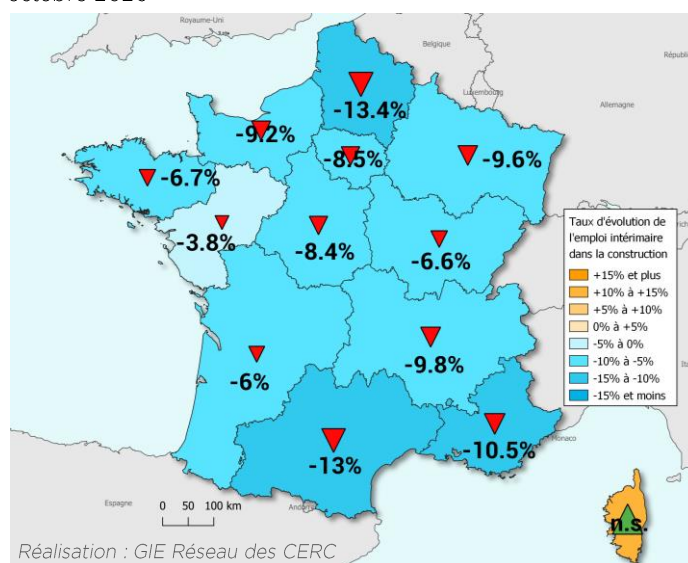 Royaume-Uni
Belgique
Luxembourg
Allemagne
-13.4%
-9.2%
-8.5%
-9.6%
-6.7%
-3.8%
-8.4%
-6.6%
-6%
-9.8%
-13%
-10.5%
Monaco
Espagne
Taux d'évolution de
l'emploi intérimaire
dans la construction
+15% et plus
+10% à +15%
+5% à +10%
0% à +5%
-5% à 0%
-10% à -5%
-15% à -10%
-15% et moins
n.s.
0 50 100 km
Réalisation : GIE Réseau des CERC